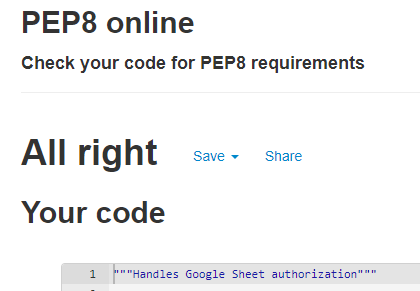 PEP8 online
Check your code for PEP8 requirements
All right Save Share
Your code
1 """Handles Google Sheet authorization"""